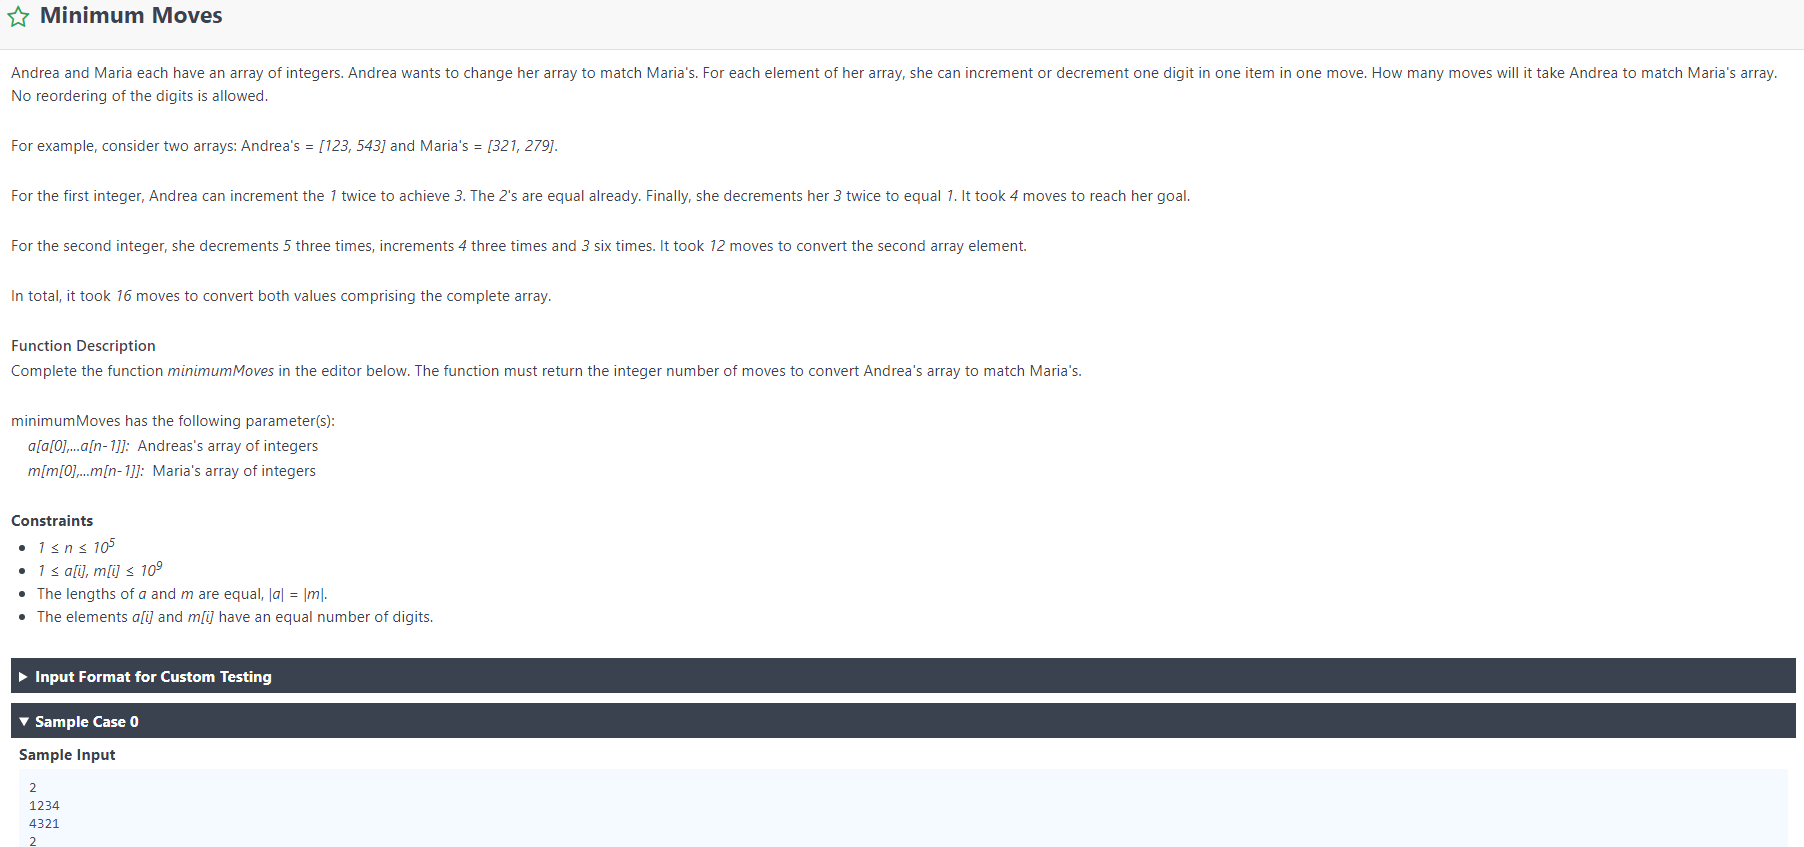 Minimum Moves
Andrea and Maria each have an array of integers. Andrea wants to change her array to match Maria's. For each element of her array, she can increment or decrement one digit in one item in one move. How many moves will it take Andrea to match Maria's array.
No reordering of the digits is allowed.
For example, consider two arrays: Andrea's = [123, 543] and Maria's = [321, 279].
For the first integer, Andrea can increment the 1 twice to achieve 3. The 2's are equal already. Finally, she decrements her 3 twice to equal 1. It took 4 moves to reach her goal.
For the second integer, she decrements 5 three times, increments 4 three times and 3 six times. It took 12 moves to convert the second array element.
In total, it took 16 moves to convert both values comprising the complete array.
Function Description
Complete the function minimumMoves in the editor below. The function must return the integer number of moves to convert Andrea's array to match Maria's.
minimumMoves has the following parameter(s):
a[a[0],...a[n-1]]: Andreas's array of integers
m[m[0],...m[n-1]]: Maria's array of integers
Constraints
• 1 ≤ n ≤ 10⁵
• 1 ≤ a[i], m[i] ≤ 10⁹
• The lengths of a and m are equal, |a| = |m|.
• The elements a[i] and m[i] have an equal number of digits.
▶ Input Format for Custom Testing
▼ Sample Case 0
Sample Input
2
1234
4321
2